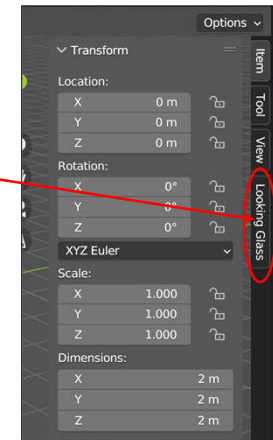 Options
Transform
Location:
X 0 m
Y 0 m
Z 0 m
Rotation:
X 0°
Y 0°
Z 0°
XYZ Euler
Scale:
X 1.000
Y 1.000
Z 1.000
Dimensions:
X 2 m
Y 2 m
Z 2 m
Item
Tool
View
Looking Glass